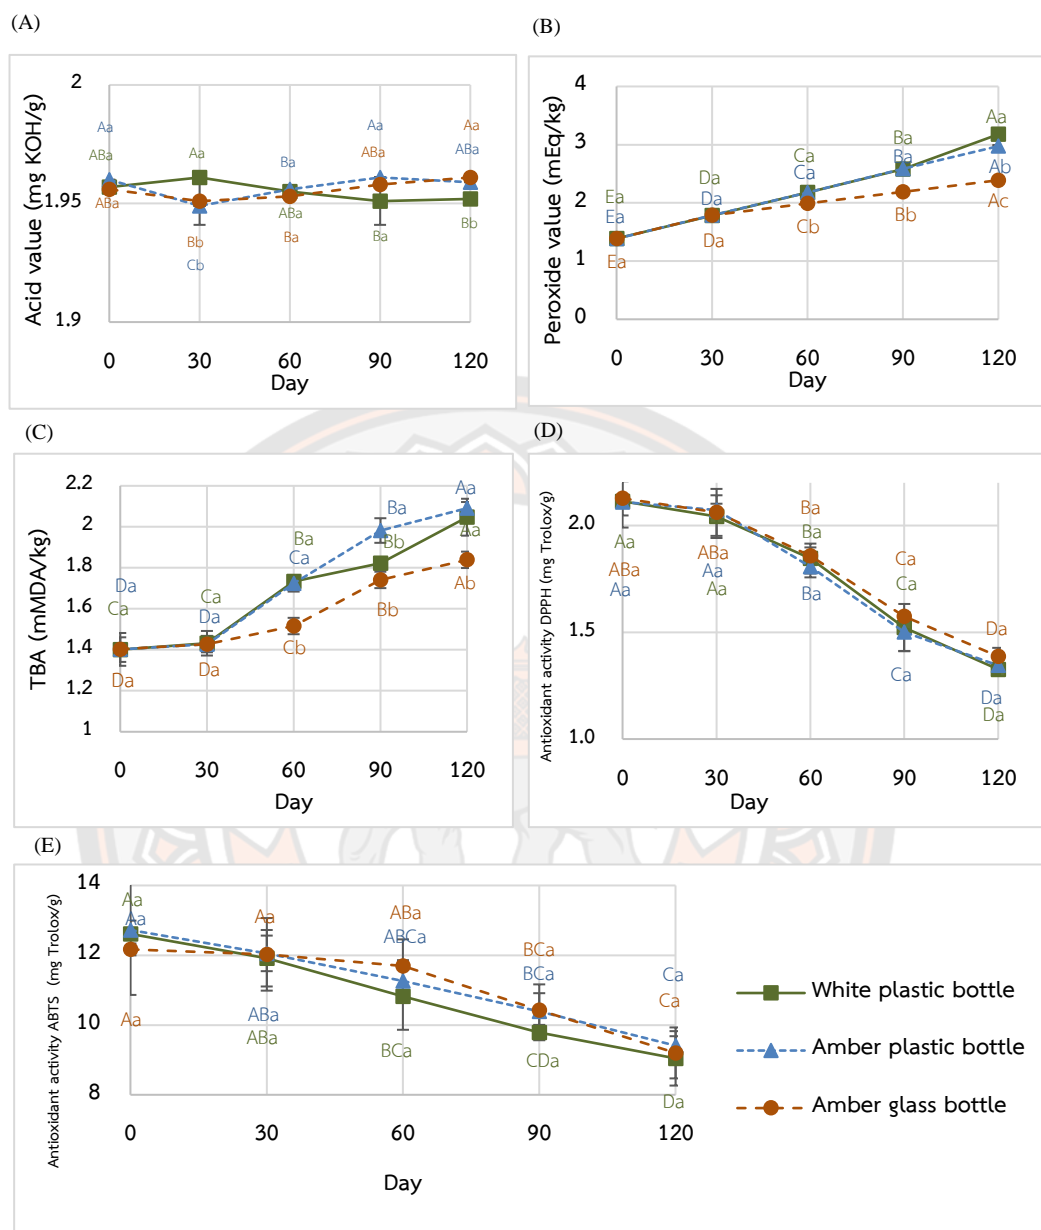 (A)
Acid value (mg KOH/g)
2
1.95
1.9
Aa
ABa
ABa
Aa
Bb
Cb
Ba
ABa
Ba
Aa
ABa
Ba
Aa
ABa
Bb
0 30 60 90 120
Day
(B)
Peroxide value (mEq/kg)
4
3
2
1
0
Ea
Ea
Ea
Da
Da
Da
Ca
Ca
Cb
Ba
Ba
Bb
Aa
Ab
Ac
0 30 60 90 120
Day
(C)
TBA (mMDA/kg)
2.2
2
1.8
1.6
1.4
1.2
1
Da
Ca
Da
Ca
Da
Da
Ba
Ca
Cb
Ba
Bb
Bb
Aa
Aa
Ab
0 30 60 90 120
Day
(D)
Antioxidant activity DPPH (mg Trolox/g)
2.0
1.5
1.0
Aa
ABa
Aa
ABa
Aa
Aa
Ba
Ba
Ba
Ca
Ca
Ca
Da
Da
Da
0 30 60 90 120
Day
(E)
Antioxidant activity ABTS (mg Trolox/g)
14
12
10
8
Aa
Aa
Aa
Aa
ABa
ABa
ABa
ABCa
BCa
BCa
BCa
CDa
Ca
Ca
Da
0 30 60 90 120
Day
White plastic bottle
Amber plastic bottle
Amber glass bottle